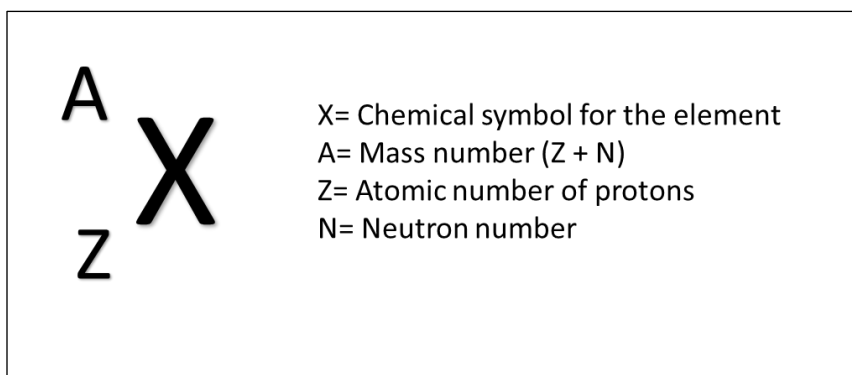 A
X
Z
X= Chemical symbol for the element
A= Mass number (Z + N)
Z= Atomic number of protons
N= Neutron number